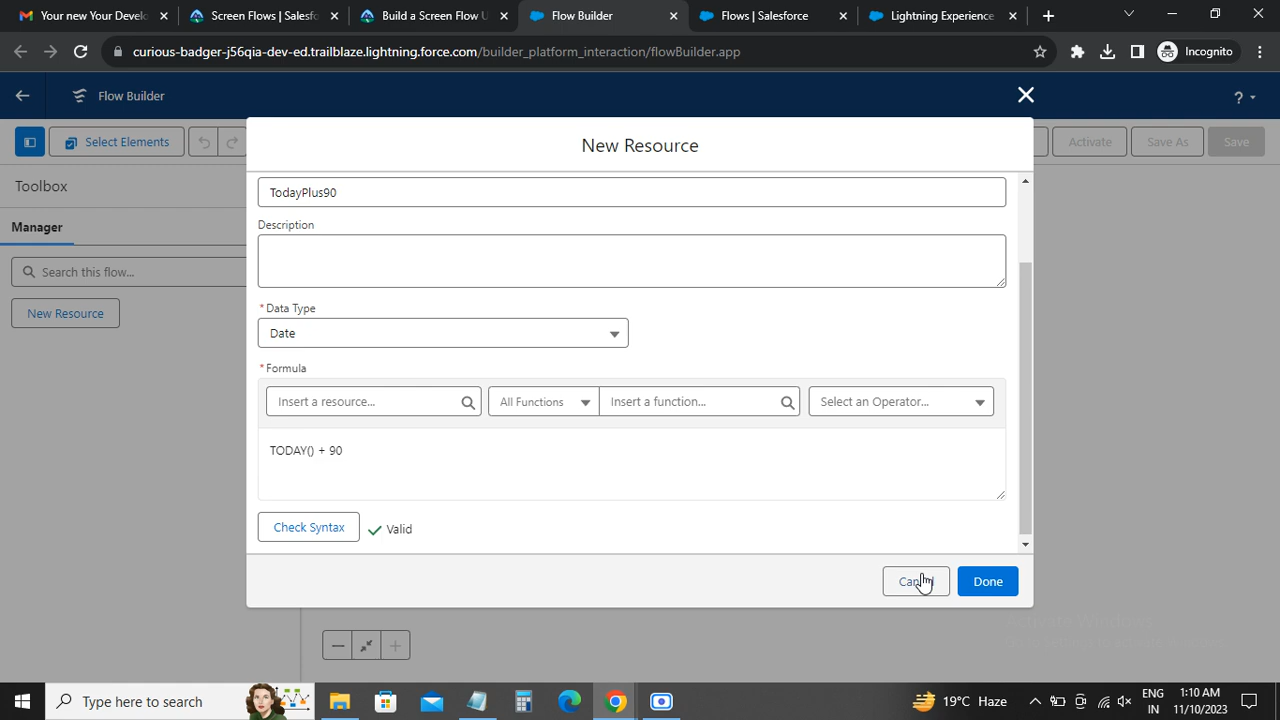 Your new Your Devel
Screen Flows | Salesf
Build a Screen Flow U
Flow Builder
Flows | Salesforce
Lightning Experience
curious-badger-j56qia-dev-ed.trailblaze.lightning.force.com/builder_platform_interaction/flowBuilder.app
Incognito
Flow Builder
?
Select Elements
New Resource
Activate
Save As
Save
Toolbox
TodayPlus90
Manager
Description
Search this flow...
New Resource
* Data Type
Date
* Formula
Insert a resource...
All Functions
Insert a function...
Select an Operator...
TODAY() + 90
Check Syntax
Valid
Done
Type here to search
19°C Haze
ENG
IN
1:10 AM
11/10/2023